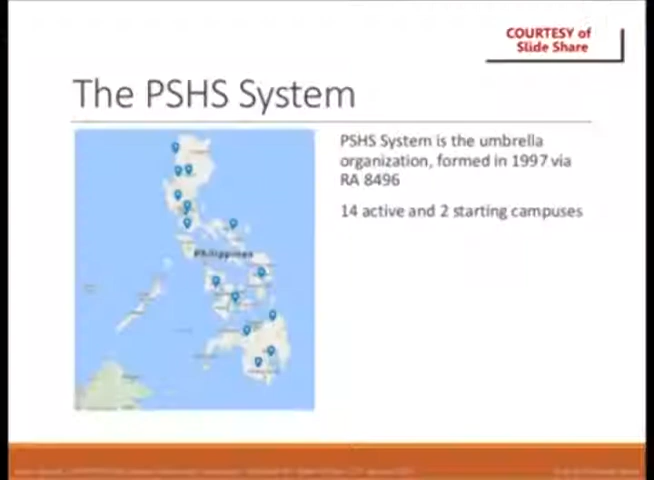 COURTESY of
Slide Share
The PSHS System
PSHS System is the umbrella
organization, formed in 1997 via
RA 8496
14 active and 2 starting campuses
Philippines